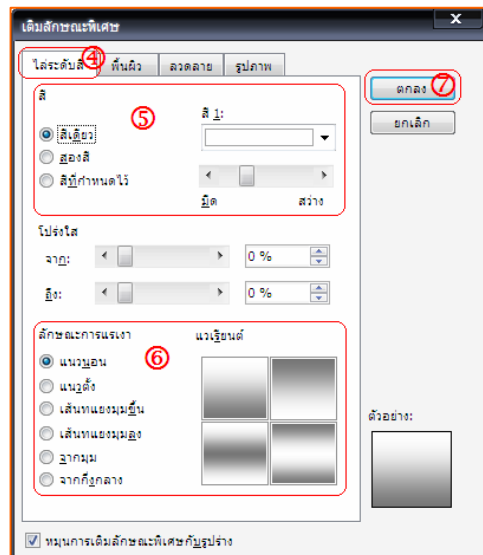 เติมลักษณะพิเศษ
X
ไล่ระดับสี ④ พื้นผิว ลวดลาย รูปภาพ
สี ⑤ สี 1:
สีเดียว
สองสี
สีที่กำหนดไว้
มืด สว่าง
ตกลง ⑦
ยกเลิก
โปร่งใส
จาก: 0 %
ถึง: 0 %
ลักษณะการแรเงา ⑥ แวเรียนต์
แนวนอน
แนวตั้ง
เส้นทแยงมุมขึ้น
เส้นทแยงมุมลง
จากมุม
จากกึ่งกลาง
ตัวอย่าง:
หมุนการเติมลักษณะพิเศษกับรูปร่าง